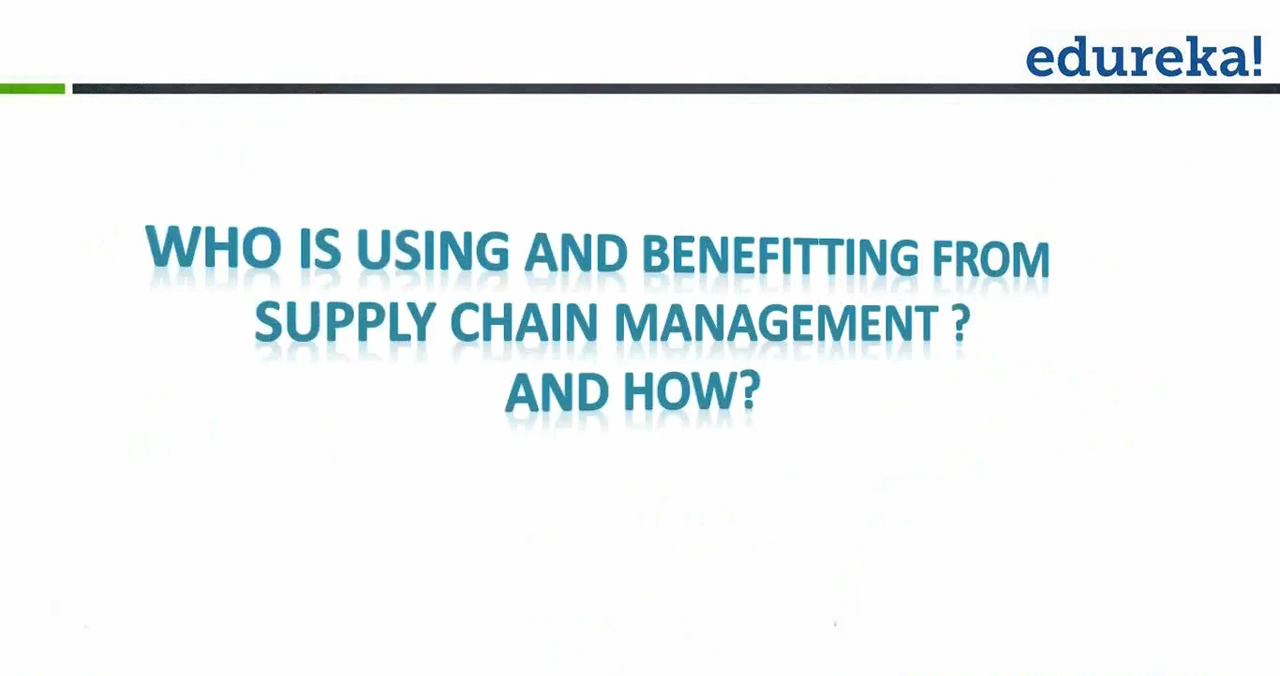 edureka!
WHO IS USING AND BENEFITTING FROM
SUPPLY CHAIN MANAGEMENT ?
AND HOW?